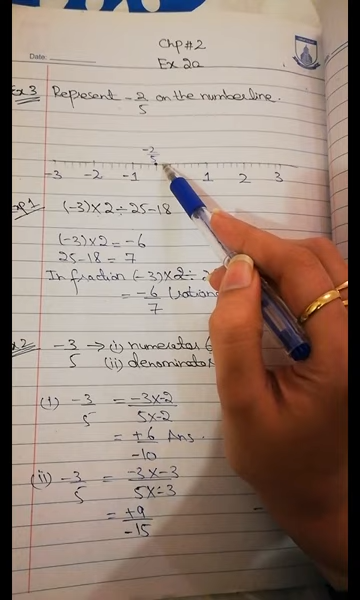 Chp#2
Date:
Ex 2a
Ex 3 Represent -2/5 on the numberline.
-2/5
-3 -2 -1 1 2 3
(-3)×2÷25-18
(-3)×2 = -6
25-18 = 7
In fraction (-3)×2÷
= -6/7
-3/5 → (i) numerator
(ii) denominator
(1) -3/5 = -3×-2/5×-2
= +6/-10 Ans.
(ii) -3/5 = -3×-3/5×-3
= +9/-15